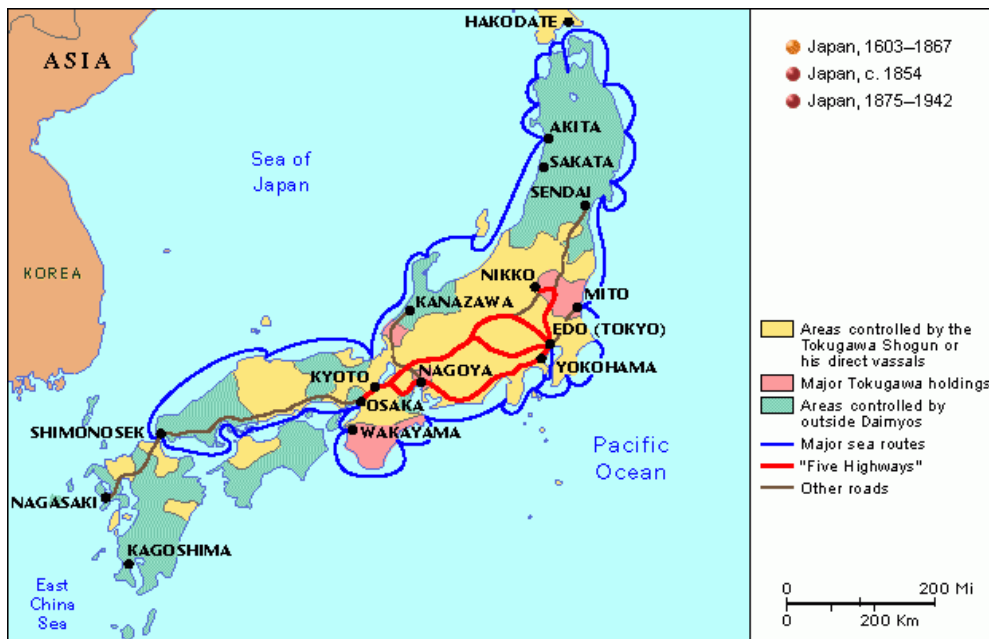 HAKODATE
ASIA
Japan, 1603–1867
Japan, c. 1854
Japan, 1875–1942
AKITA
Sea of
Japan
SAKATA
SENDAI
KOREA
NIKKO
MITO
KANAZAWA
EDO (TOKYO)
YOKOHAMA
NAGOYA
KYOTO
OSAKA
SHIMONOSEK
WAKAYAMA
Pacific
Ocean
NAGASAKI
KAGOSHIMA
East
China
Sea
Areas controlled by the
Tokugawa Shogun or
his direct vassals
Major Tokugawa holdings
Areas controlled by
outside Daimyos
Major sea routes
"Five Highways"
Other roads
0 200 Mi
0 200 Km